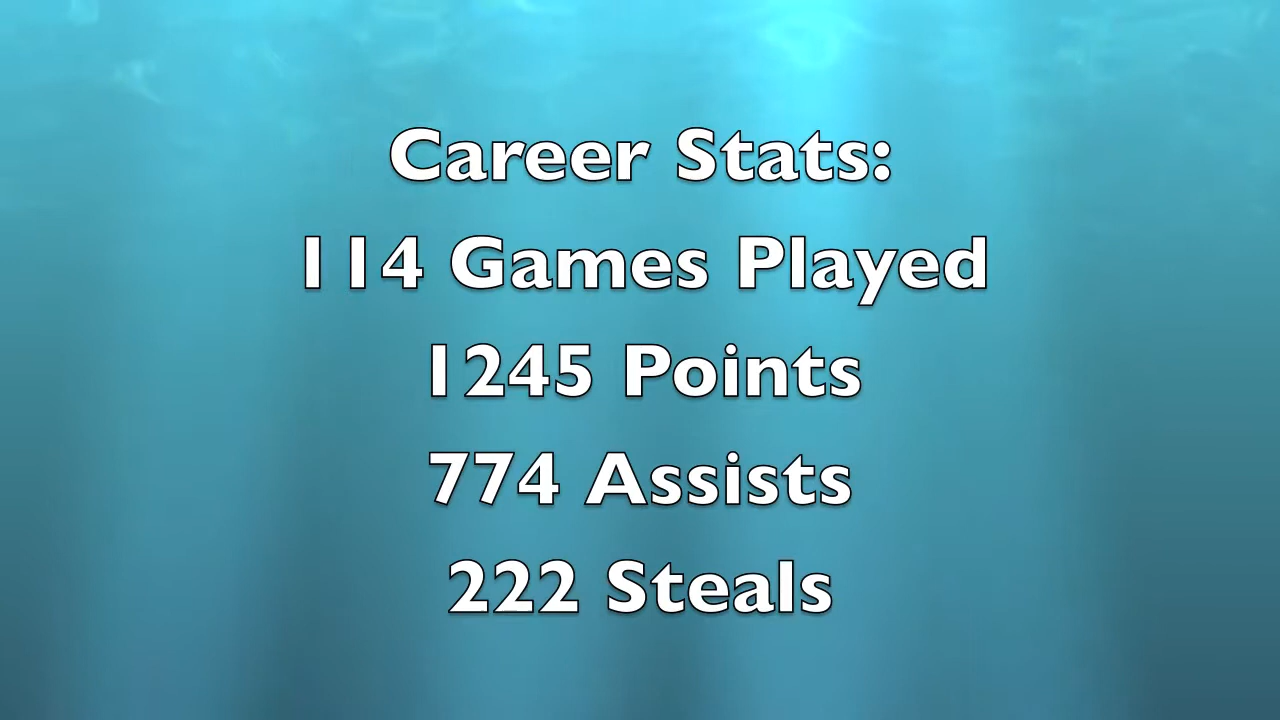 Career Stats:
114 Games Played
1245 Points
774 Assists
222 Steals